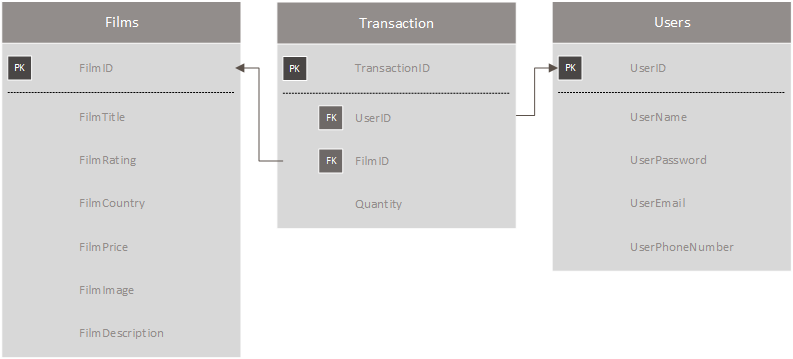 Films
PK FilmID
FilmTitle
FilmRating
FilmCountry
FilmPrice
FilmImage
FilmDescription
Transaction
PK TransactionID
FK UserID
FK FilmID
Quantity
Users
PK UserID
UserName
UserPassword
UserEmail
UserPhoneNumber